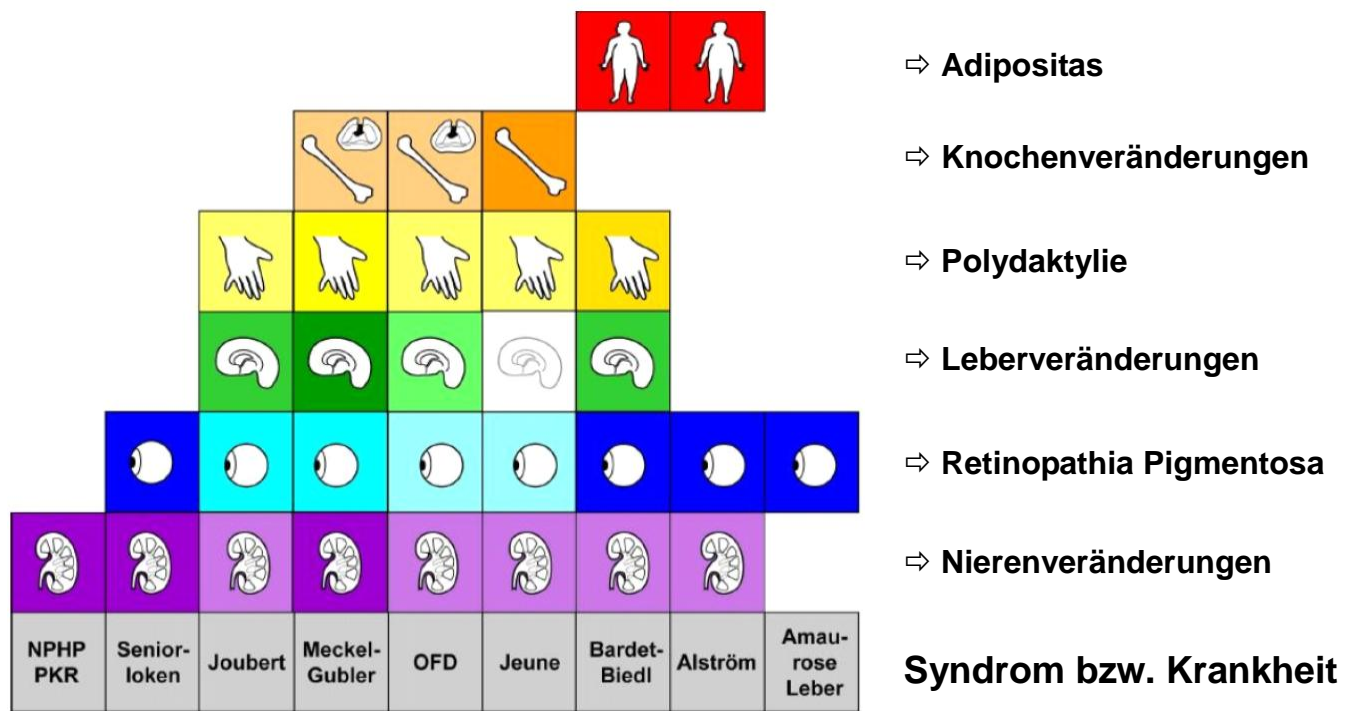 ⇨ Adipositas
⇨ Knochenveränderungen
⇨ Polydaktylie
⇨ Leberveränderungen
⇨ Retinopathia Pigmentosa
⇨ Nierenveränderungen
NPHP
PKR
Senior-
loken
Joubert
Meckel-
Gubler
OFD
Jeune
Bardet-
Biedl
Alström
Amau-
rose
Leber
Syndrom bzw. Krankheit